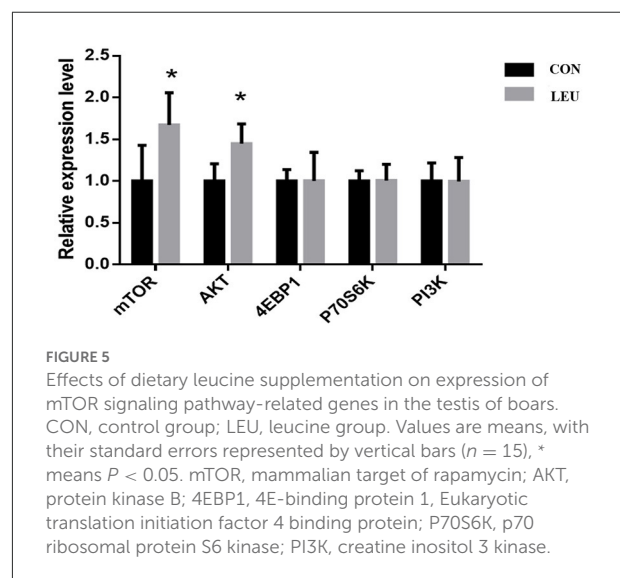 Relative expression level
2.5
2.0
1.5
1.0
0.5
0.0
*
*
CON
LEU
mTOR
AKT
4EBP1
P70S6K
PI3K
FIGURE 5
Effects of dietary leucine supplementation on expression of
mTOR signaling pathway-related genes in the testis of boars.
CON, control group; LEU, leucine group. Values are means, with
their standard errors represented by vertical bars (n = 15), *
means P < 0.05. mTOR, mammalian target of rapamycin; AKT,
protein kinase B; 4EBP1, 4E-binding protein 1, Eukaryotic
translation initiation factor 4 binding protein; P70S6K, p70
ribosomal protein S6 kinase; PI3K, creatine inositol 3 kinase.